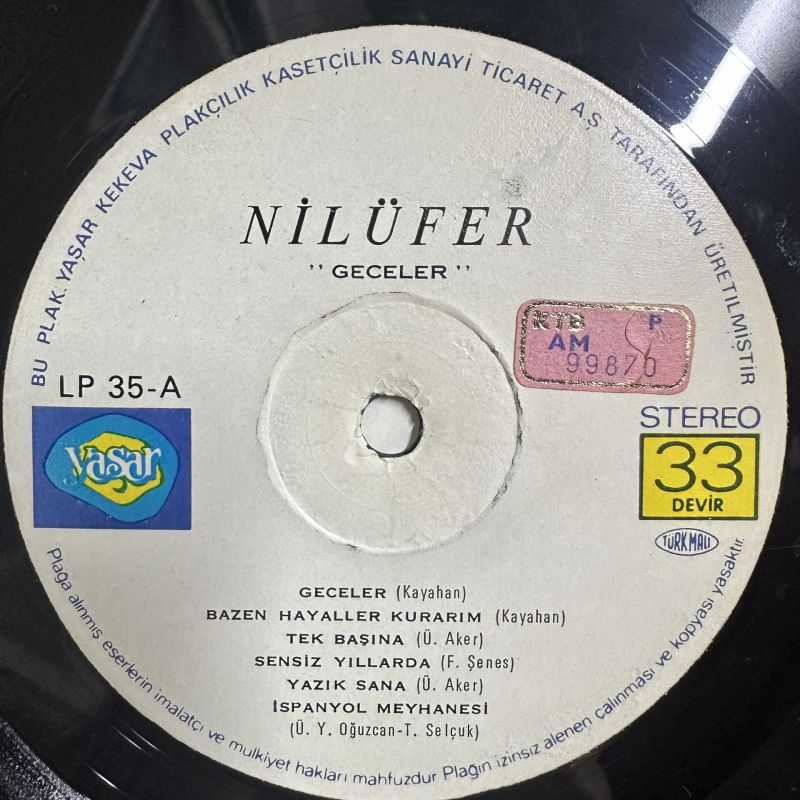 BU PLAK. YAŞAR KEKEVA PLAKÇILIK KASETÇİLİK SANAYİ TİCARET A.Ş TARAFINDAN ÜRETİLMİŞTİR
NİLÜFER
" GECELER "
KTB P
AM
99870
LP 35-A
yaşar
STEREO
33
DEVİR
TÜRK MALI
GECELER (Kayahan)
BAZEN HAYALLER KURARIM (Kayahan)
TEK BAŞINA (Ü. Aker)
SENSİZ YILLARDA (F. Şenes)
YAZIK SANA (Ü. Aker)
İSPANYOL MEYHANESİ
(Ü. Y. Oğuzcan-T. Selçuk)
Plağa alınmış eserlerin imalatçı ve mulkiyet hakları mahfuzdur Plağın izinsiz alenen çalınması ve kopyası yasaktır.